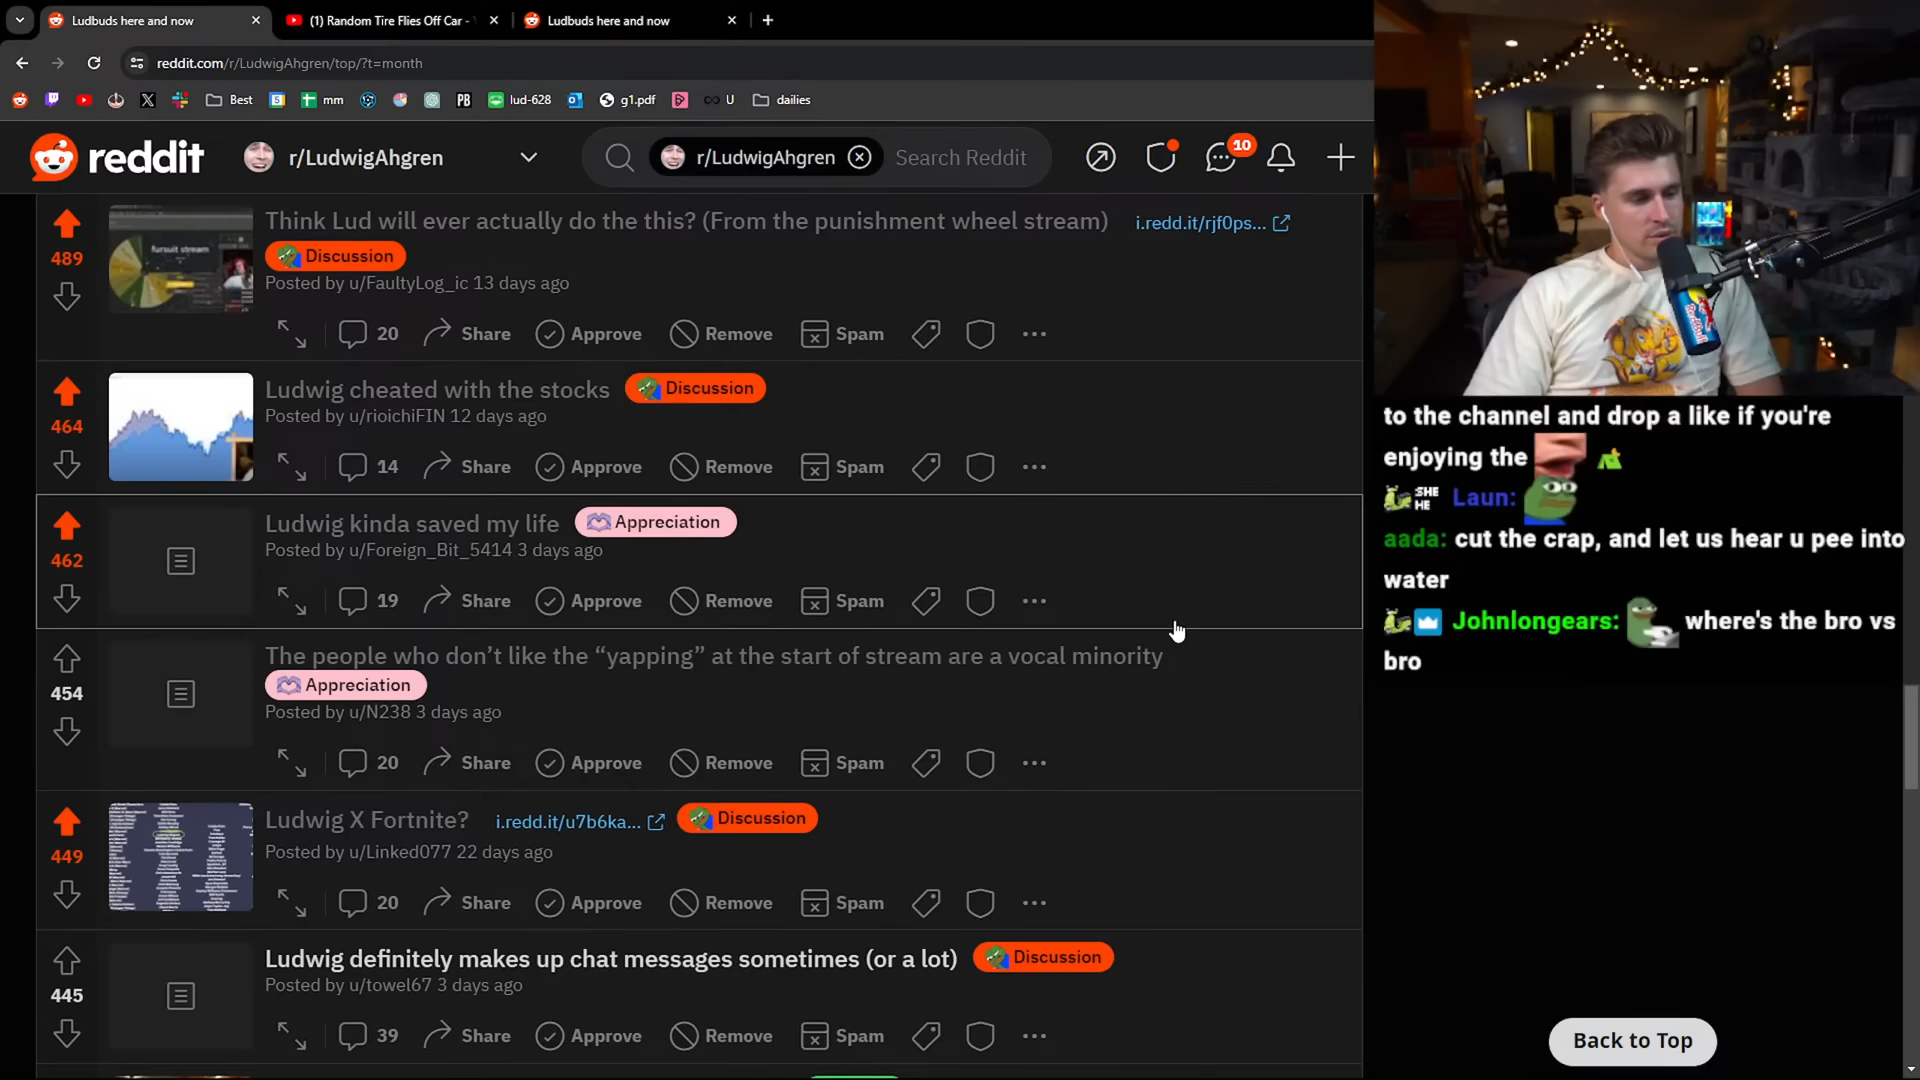 Ludbuds here and now
(1) Random Tire Flies Off Car -
Ludbuds here and now
reddit.com/r/LudwigAhgren/top/?t=month
Best
mm
PB
lud-628
g1.pdf
U
dailies
reddit
r/LudwigAhgren
r/LudwigAhgren
Search Reddit
10
489
fursuit stream
Think Lud will ever actually do the this? (From the punishment wheel stream)
i.redd.it/rjf0ps...
Discussion
Posted by u/FaultyLog_ic 13 days ago
20 Share Approve Remove Spam
464
Ludwig cheated with the stocks
Discussion
Posted by u/rioichiFIN 12 days ago
14 Share Approve Remove Spam
462
Ludwig kinda saved my life
Appreciation
Posted by u/Foreign_Bit_5414 3 days ago
19 Share Approve Remove Spam
454
The people who don’t like the “yapping” at the start of stream are a vocal minority
Appreciation
Posted by u/N238 3 days ago
20 Share Approve Remove Spam
449
Ludwig X Fortnite?
i.redd.it/u7b6ka...
Discussion
Posted by u/Linked077 22 days ago
20 Share Approve Remove Spam
445
Ludwig definitely makes up chat messages sometimes (or a lot)
Discussion
Posted by u/towel67 3 days ago
39 Share Approve Remove Spam
Red Bull
to the channel and drop a like if you're
enjoying the
SHE
HE
Laun:
aada: cut the crap, and let us hear u pee into
water
Johnlongears: where's the bro vs
bro
Back to Top